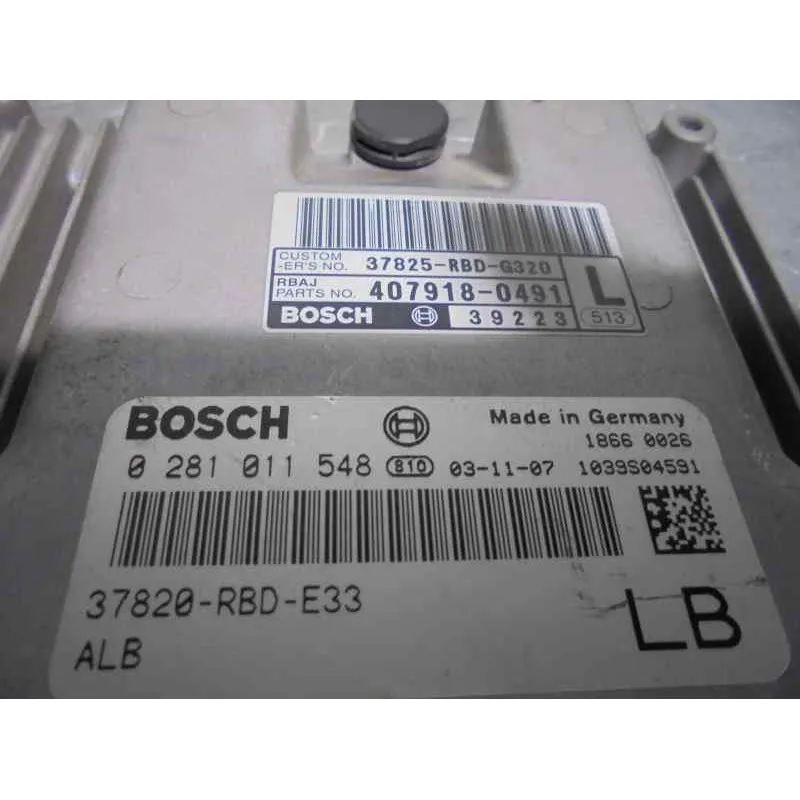 CUSTOM
-ER'S NO. 37825-RBD-G320
RBAJ
PARTS NO. 407918-0491 L
BOSCH 39223 513
BOSCH Made in Germany
1866 0026
0 281 011 548 810 03-11-07 1039S04591
37820-RBD-E33
ALB LB